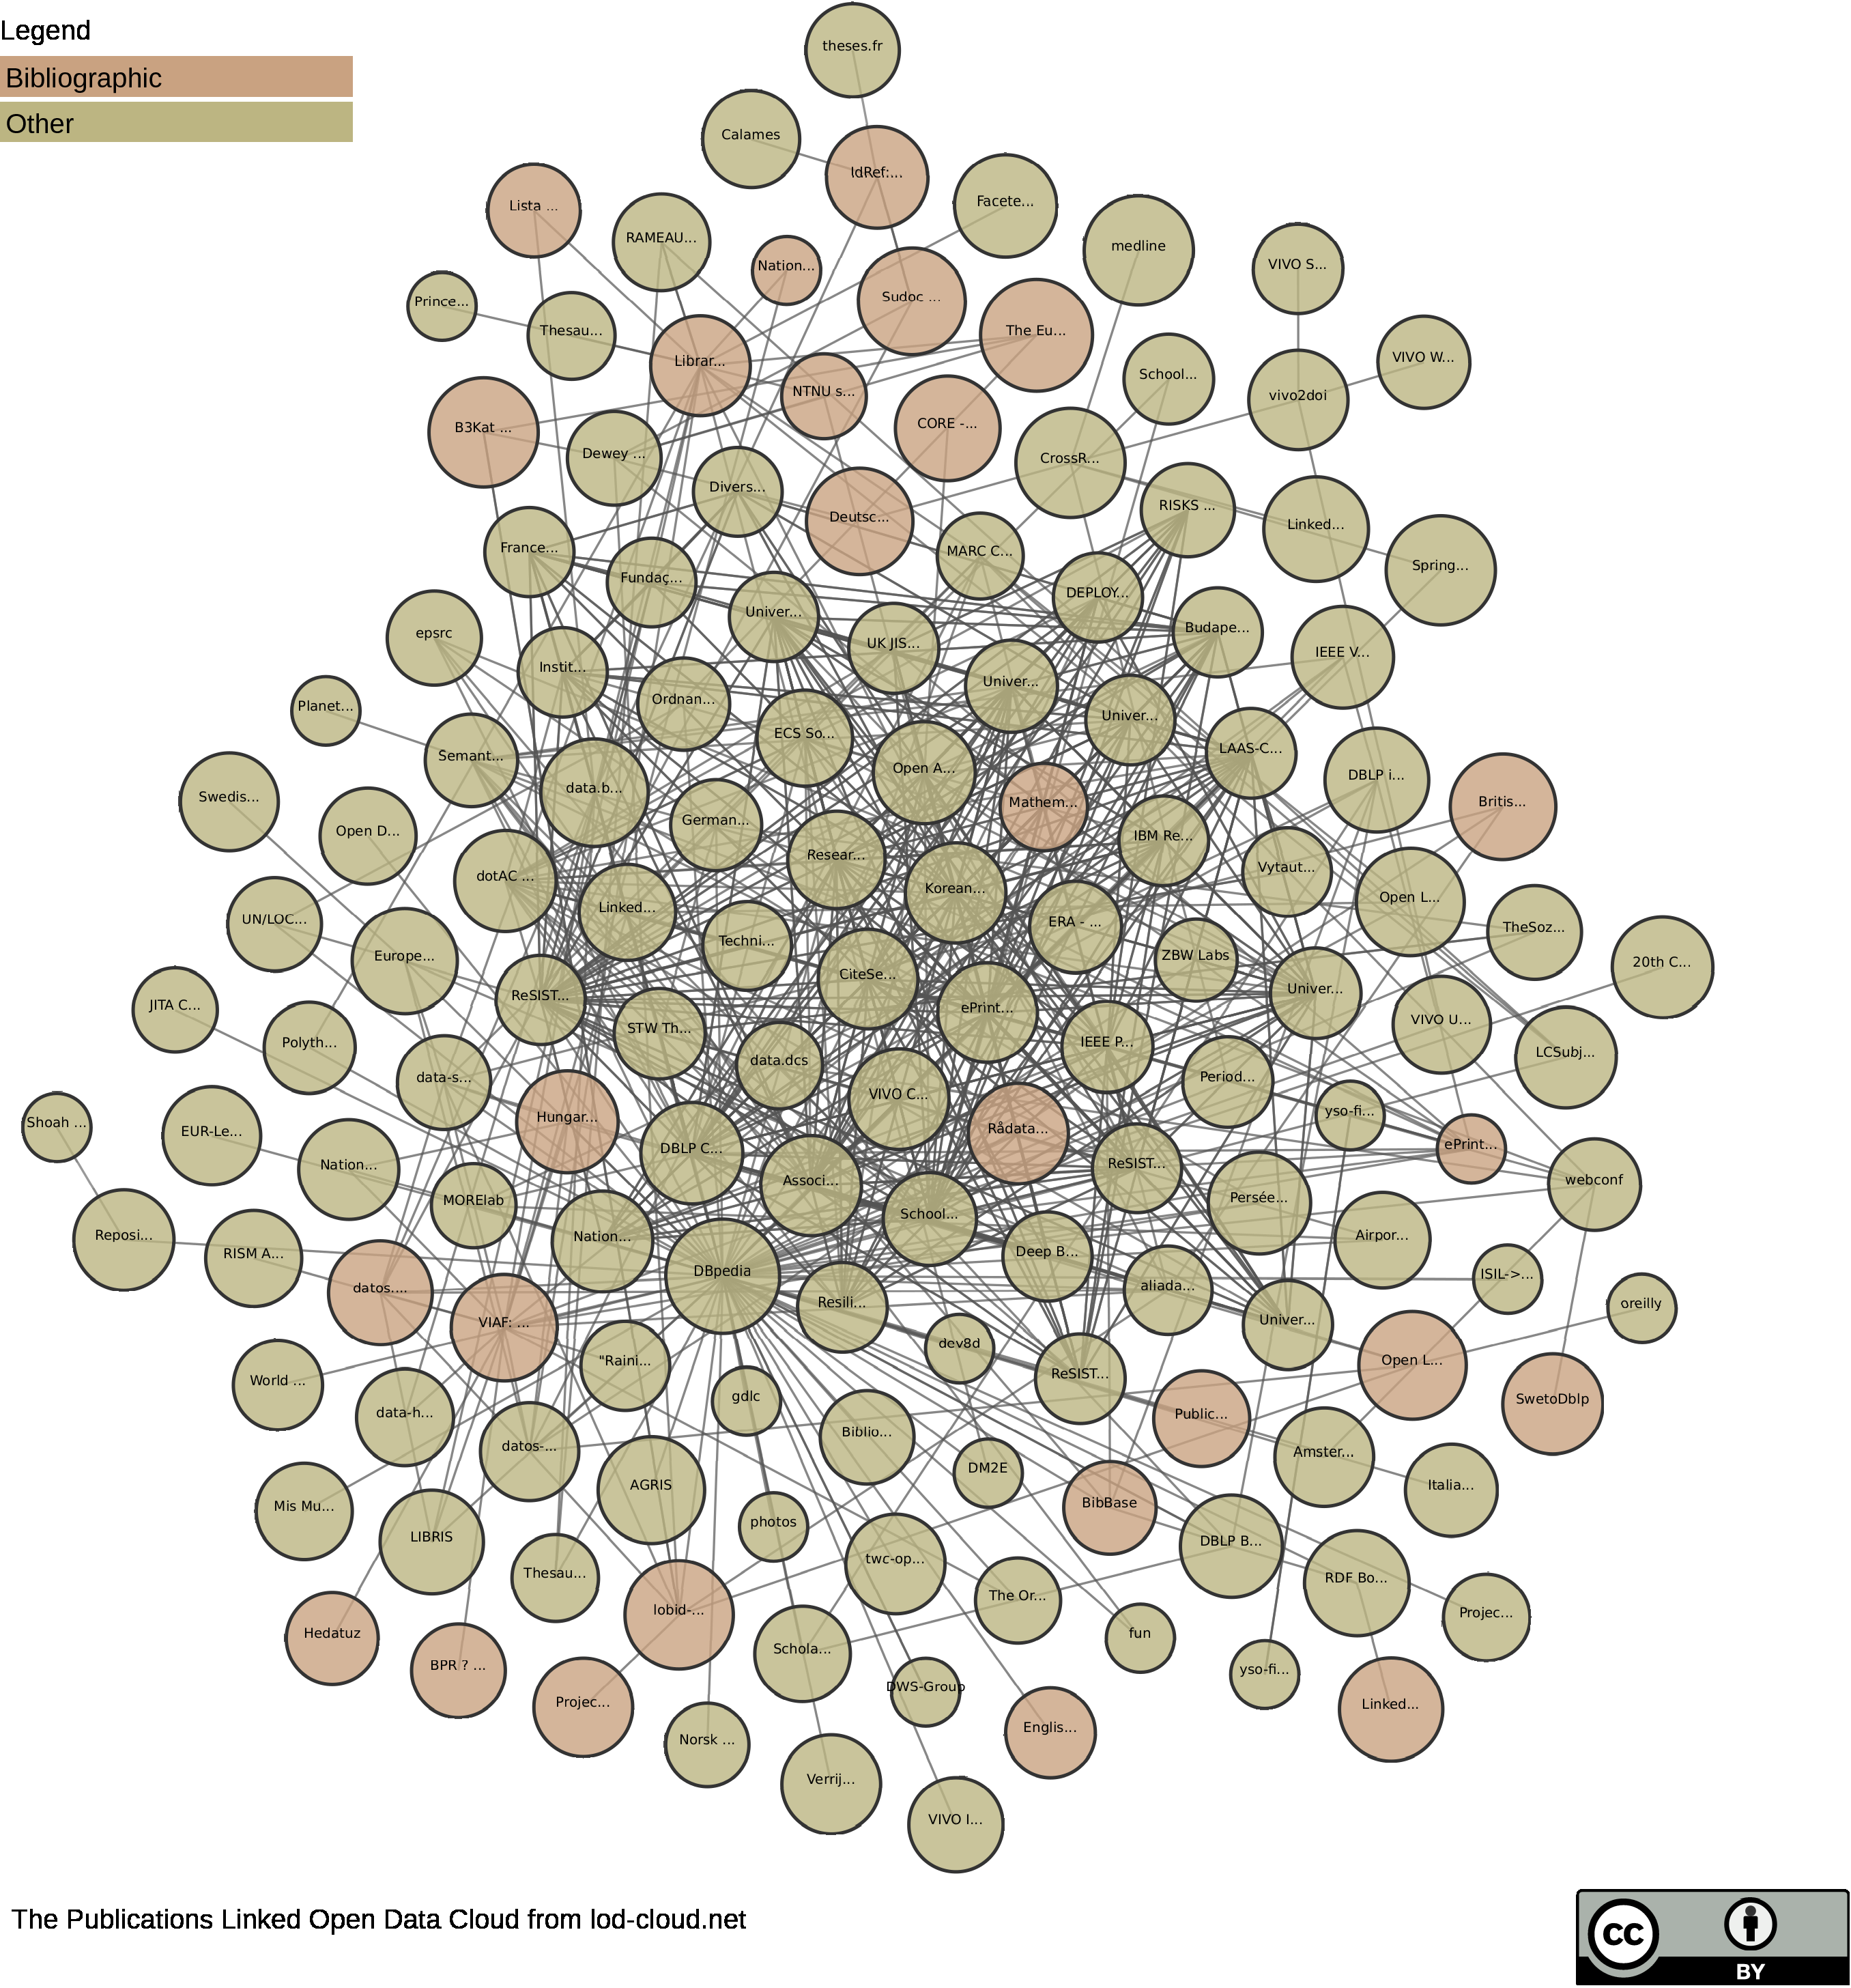 Legend
Bibliographic
Other
theses.fr
Calames
IdRef:...
Facete...
Lista ...
RAMEAU...
medline
Nation...
VIVO S...
Sudoc ...
Prince...
Thesau...
The Eu...
Librar...
VIVO W...
School...
NTNU s...
vivo2doi
B3Kat ...
CORE -...
Dewey ...
CrossR...
Divers...
RISKS ...
Deutsc...
Linked...
France...
MARC C...
Spring...
Fundaç...
DEPLOY...
Univer...
epsrc
Budape...
UK JIS...
IEEE V...
Instit...
Univer...
Ordnan...
Planet...
Univer...
ECS So...
Semant...
LAAS-C...
Open A...
DBLP i...
data.b...
Swedis...
Mathem...
Britis...
German...
Open D...
IBM Re...
Resear...
Vytaut...
dotAC ...
Korean...
Open L...
Linked...
UN/LOC...
ERA - ...
TheSoz...
Techni...
Europe...
ZBW Labs
20th C...
CiteSe...
ReSIST...
Univer...
JITA C...
ePrint...
VIVO U...
STW Th...
Polyth...
IEEE P...
LCSubj...
data.dcs
data-s...
Period...
VIVO C...
yso-fi...
Shoah ...
EUR-Le...
Hungar...
Rådata...
ePrint...
DBLP C...
Nation...
ReSIST...
Associ...
webconf
MORElab
Persée...
School...
Reposi...
Nation...
Airpor...
RISM A...
Deep B...
DBpedia
ISIL->...
datos....
aliada...
Resili...
oreilly
VIAF: ...
Univer...
dev8d
"Raini...
Open L...
World ...
ReSIST...
gdlc
SwetoDblp
data-h...
Public...
Biblio...
datos-...
Amster...
DM2E
AGRIS
Italia...
Mis Mu...
BibBase
photos
LIBRIS
DBLP B...
twc-op...
Thesau...
RDF Bo...
The Or...
lobid-...
Projec...
Hedatuz
fun
Schola...
BPR ? ...
yso-fi...
DWS-Group
Projec...
Linked...
Englis...
Norsk ...
Verrij...
VIVO I...
The Publications Linked Open Data Cloud from lod-cloud.net
cc
BY